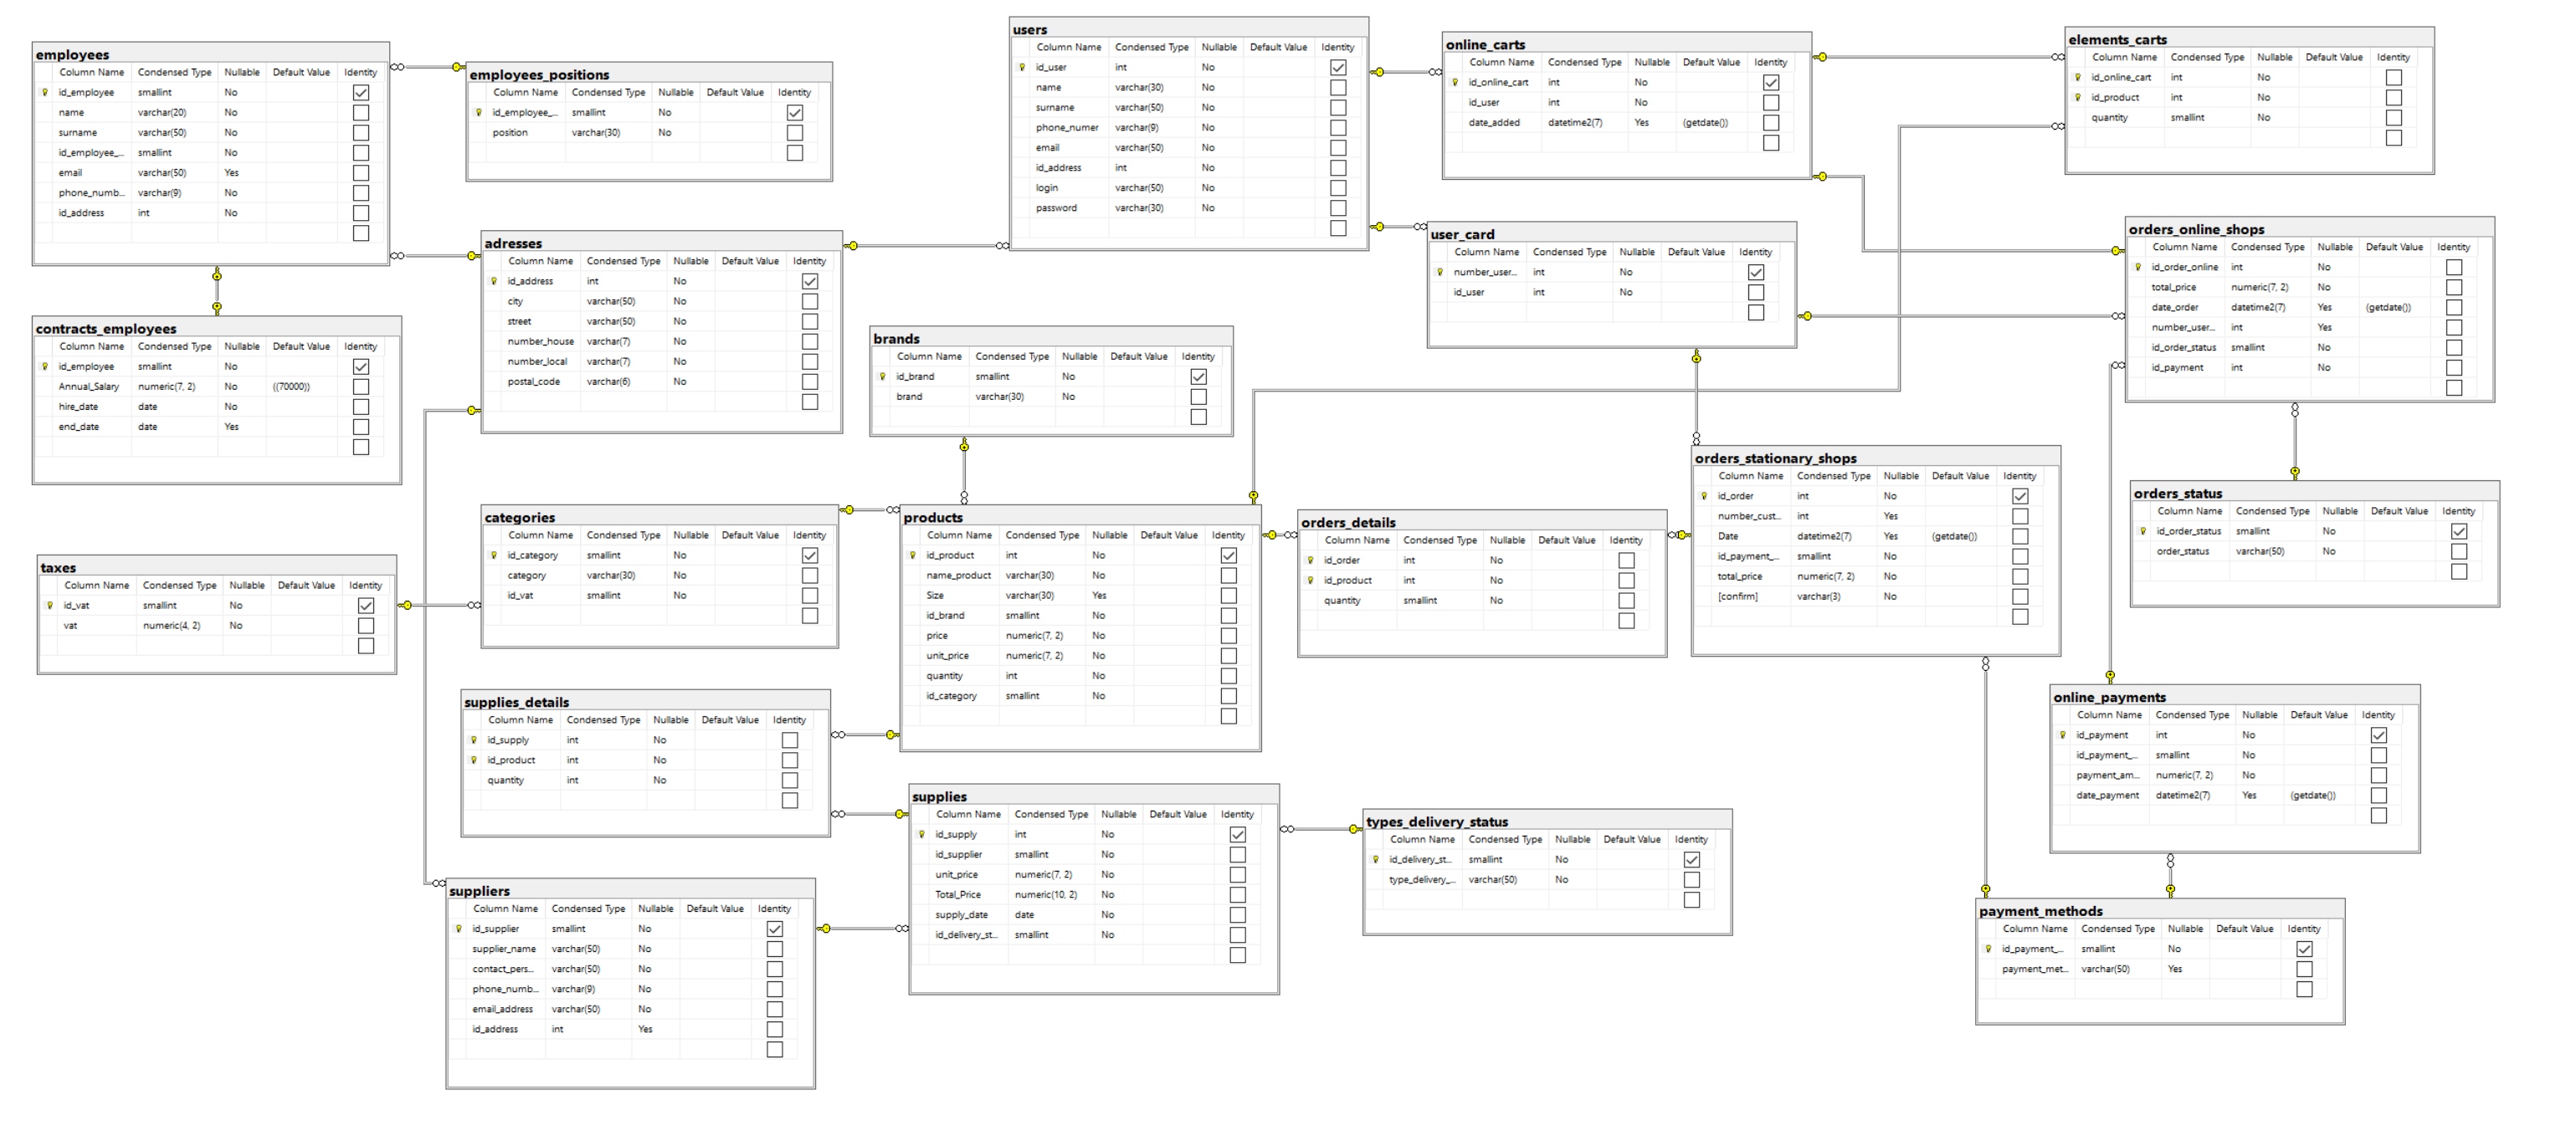 employees
Column Name Condensed Type Nullable Default Value Identity
id_employee smallint No
name varchar(20) No
surname varchar(50) No
id_employee_... smallint No
email varchar(50) Yes
phone_numb... varchar(9) No
id_address int No
employees_positions
Column Name Condensed Type Nullable Default Value Identity
id_employee_... smallint No
position varchar(30) No
users
Column Name Condensed Type Nullable Default Value Identity
id_user int No
name varchar(30) No
surname varchar(50) No
phone_numer varchar(9) No
email varchar(50) No
id_address int No
login varchar(50) No
password varchar(30) No
online_carts
Column Name Condensed Type Nullable Default Value Identity
id_online_cart int No
id_user int No
date_added datetime2(7) Yes (getdate())
elements_carts
Column Name Condensed Type Nullable Default Value Identity
id_online_cart int No
id_product int No
quantity smallint No
adresses
Column Name Condensed Type Nullable Default Value Identity
id_address int No
city varchar(50) No
street varchar(50) No
number_house varchar(7) No
number_local varchar(7) No
postal_code varchar(6) No
user_card
Column Name Condensed Type Nullable Default Value Identity
number_user... int No
id_user int No
orders_online_shops
Column Name Condensed Type Nullable Default Value Identity
id_order_online int No
total_price numeric(7, 2) No
date_order datetime2(7) Yes (getdate())
number_user... int Yes
id_order_status smallint No
id_payment int No
contracts_employees
Column Name Condensed Type Nullable Default Value Identity
id_employee smallint No
Annual_Salary numeric(7, 2) No ((70000))
hire_date date No
end_date date Yes
brands
Column Name Condensed Type Nullable Default Value Identity
id_brand smallint No
brand varchar(30) No
orders_stationary_shops
Column Name Condensed Type Nullable Default Value Identity
id_order int No
number_cust... int Yes
Date datetime2(7) Yes (getdate())
id_payment_... smallint No
total_price numeric(7, 2) No
[confirm] varchar(3) No
orders_status
Column Name Condensed Type Nullable Default Value Identity
id_order_status smallint No
order_status varchar(50) No
categories
Column Name Condensed Type Nullable Default Value Identity
id_category smallint No
category varchar(30) No
id_vat smallint No
products
Column Name Condensed Type Nullable Default Value Identity
id_product int No
name_product varchar(30) No
Size varchar(30) Yes
id_brand smallint No
price numeric(7, 2) No
unit_price numeric(7, 2) No
quantity int No
id_category smallint No
orders_details
Column Name Condensed Type Nullable Default Value Identity
id_order int No
id_product int No
quantity smallint No
taxes
Column Name Condensed Type Nullable Default Value Identity
id_vat smallint No
vat numeric(4, 2) No
supplies_details
Column Name Condensed Type Nullable Default Value Identity
id_supply int No
id_product int No
quantity int No
online_payments
Column Name Condensed Type Nullable Default Value Identity
id_payment int No
id_payment_... smallint No
payment_am... numeric(7, 2) No
date_payment datetime2(7) Yes (getdate())
supplies
Column Name Condensed Type Nullable Default Value Identity
id_supply int No
id_supplier smallint No
unit_price numeric(7, 2) No
Total_Price numeric(10, 2) No
supply_date date No
id_delivery_st... smallint No
types_delivery_status
Column Name Condensed Type Nullable Default Value Identity
id_delivery_st... smallint No
type_delivery_... varchar(50) No
suppliers
Column Name Condensed Type Nullable Default Value Identity
id_supplier smallint No
supplier_name varchar(50) No
contact_pers... varchar(50) No
phone_numb... varchar(9) No
email_address varchar(50) No
id_address int Yes
payment_methods
Column Name Condensed Type Nullable Default Value Identity
id_payment_... smallint No
payment_met... varchar(50) Yes